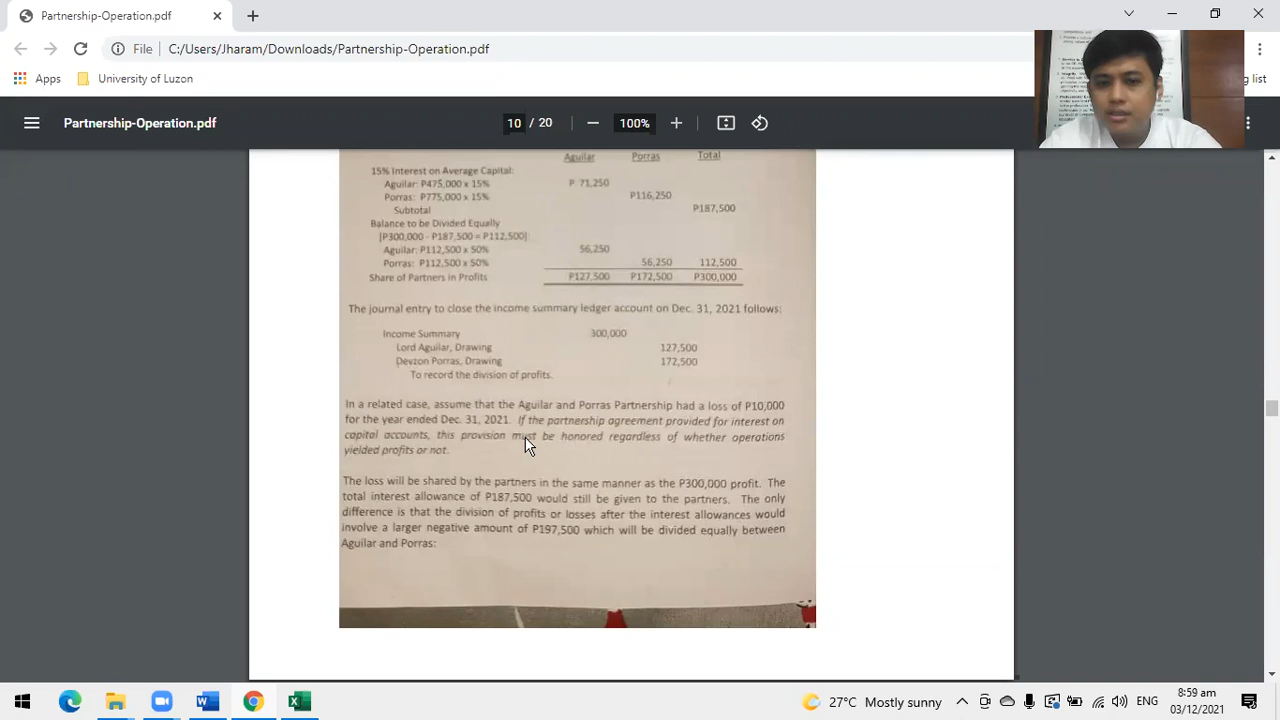 Partnership-Operation.pdf
File C:/Users/Jharam/Downloads/Partnership-Operation.pdf
Apps University of Luzon
ng list
Partnership-Operation.pdf 10 / 20 100%
Aguilar Porras Total
15% Interest on Average Capital:
Aguilar: P475,000 x 15% P 71,250
Porras: P775,000 x 15% P116,250
Subtotal P187,500
Balance to be Divided Equally
[P300,000 - P187,500 = P112,500]
Aguilar: P112,500 x 50% 56,250
Porras: P112,500 x 50% 56,250 112,500
Share of Partners in Profits P127,500 P172,500 P300,000
The journal entry to close the income summary ledger account on Dec. 31, 2021 follows:
Income Summary 300,000
Lord Aguilar, Drawing 127,500
Devzon Porras, Drawing 172,500
To record the division of profits.
In a related case, assume that the Aguilar and Porras Partnership had a loss of P10,000
for the year ended Dec. 31, 2021. If the partnership agreement provided for interest on
capital accounts, this provision must be honored regardless of whether operations
yielded profits or not.
The loss will be shared by the partners in the same manner as the P300,000 profit. The
total interest allowance of P187,500 would still be given to the partners. The only
difference is that the division of profits or losses after the interest allowances would
involve a larger negative amount of P197,500 which will be divided equally between
Aguilar and Porras:
27°C Mostly sunny ENG 8:59 am
03/12/2021